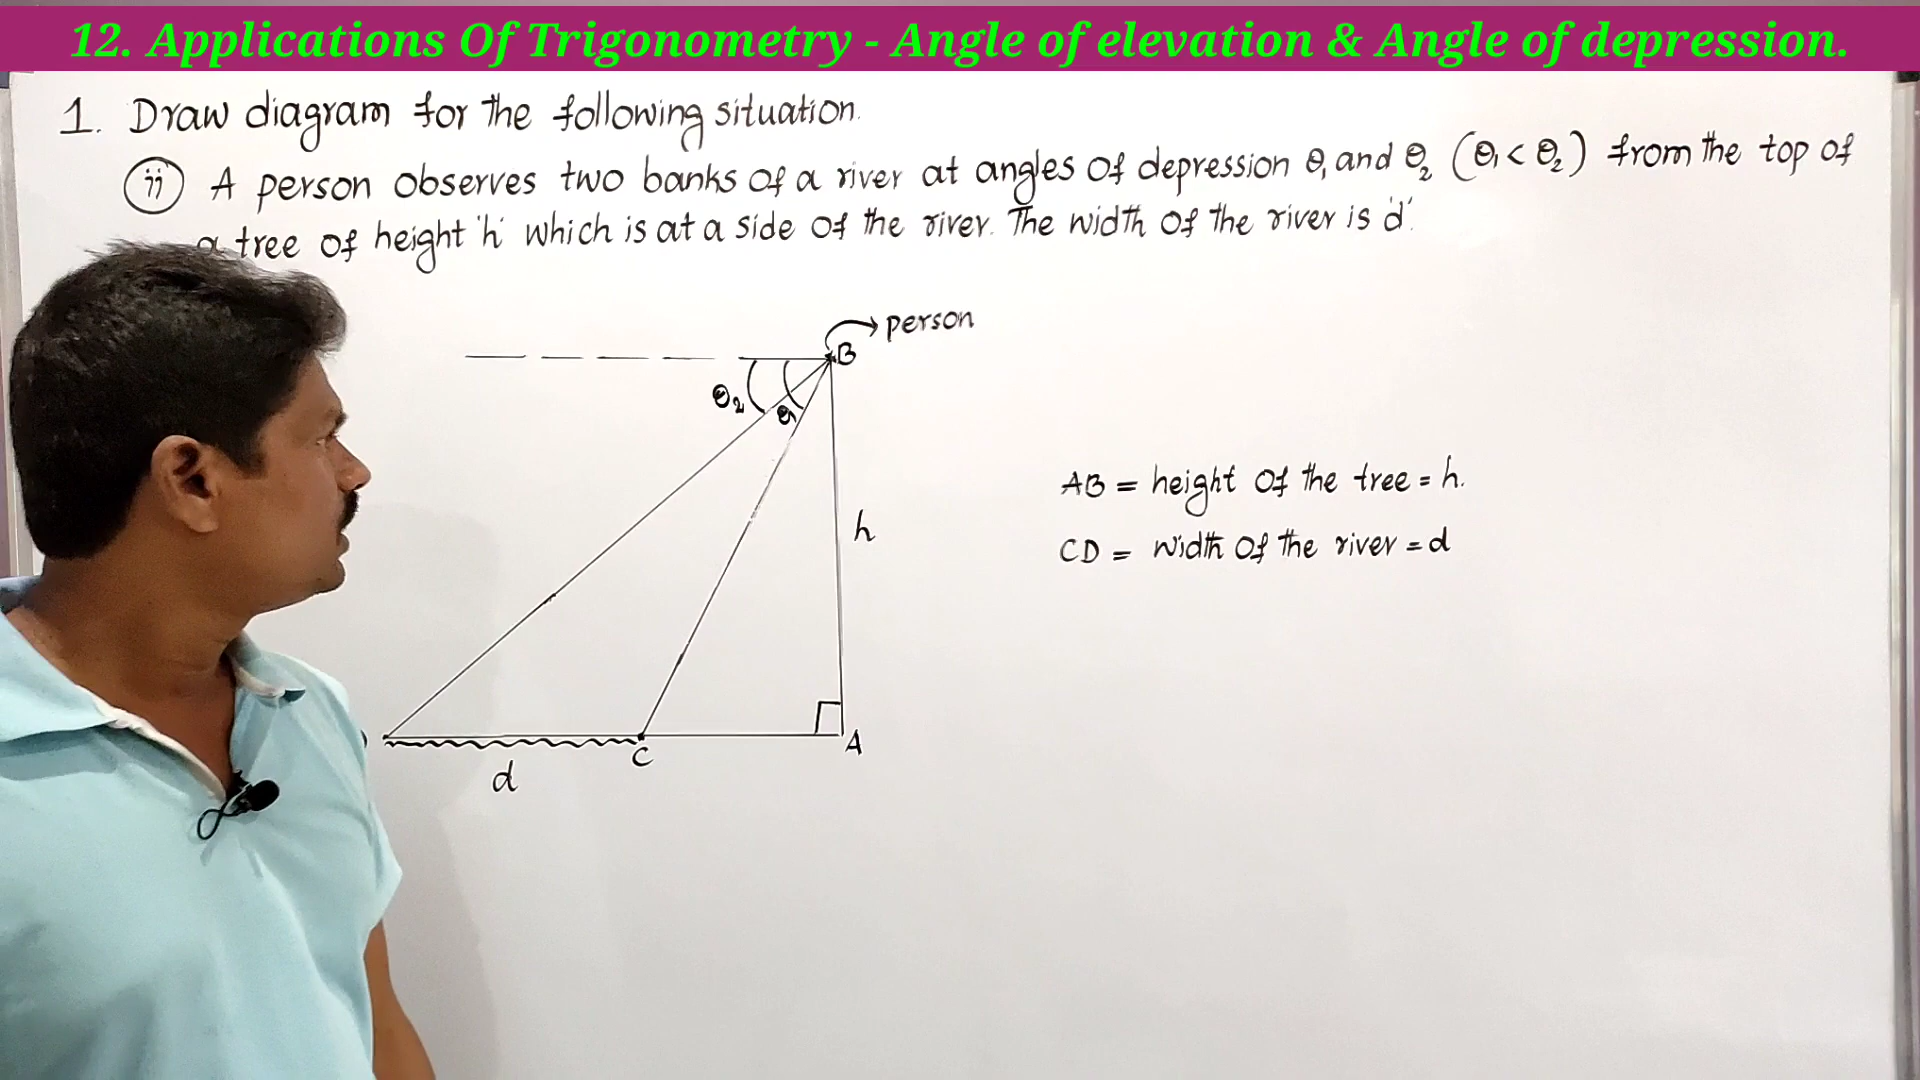 12. Applications Of Trigonometry - Angle of elevation & Angle of depression.
1. Draw diagram for the following situation.
ii A person observes two banks of a river at angles of depression θ₁ and θ₂ (θ₁ < θ₂) from the top of
a tree of height 'h' which is at a side of the river. The width of the river is 'd'.
person
B
θ₂
θ₁
h
AB = height of the tree = h.
CD = width of the river = d
A
C
d